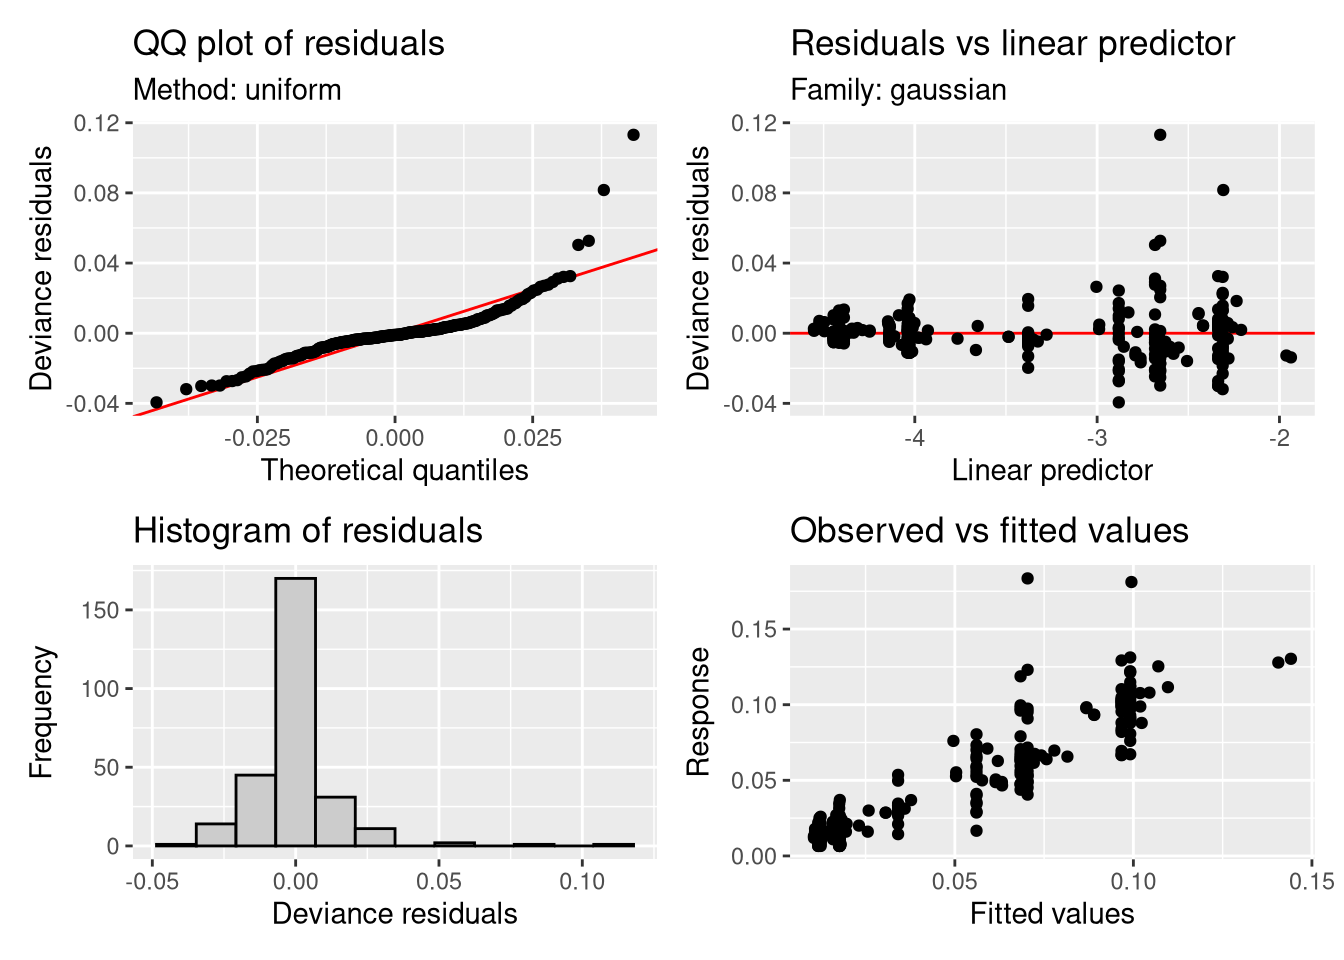 QQ plot of residuals
Method: uniform
0.12
0.08
0.04
0.00
-0.04
Deviance residuals
-0.025
0.000
0.025
Theoretical quantiles
Residuals vs linear predictor
Family: gaussian
0.12
0.08
0.04
0.00
-0.04
Deviance residuals
-4
-3
-2
Linear predictor
Histogram of residuals
150
100
50
0
Frequency
-0.05
0.00
0.05
0.10
Deviance residuals
Observed vs fitted values
0.15
0.10
0.05
0.00
Response
0.05
0.10
0.15
Fitted values